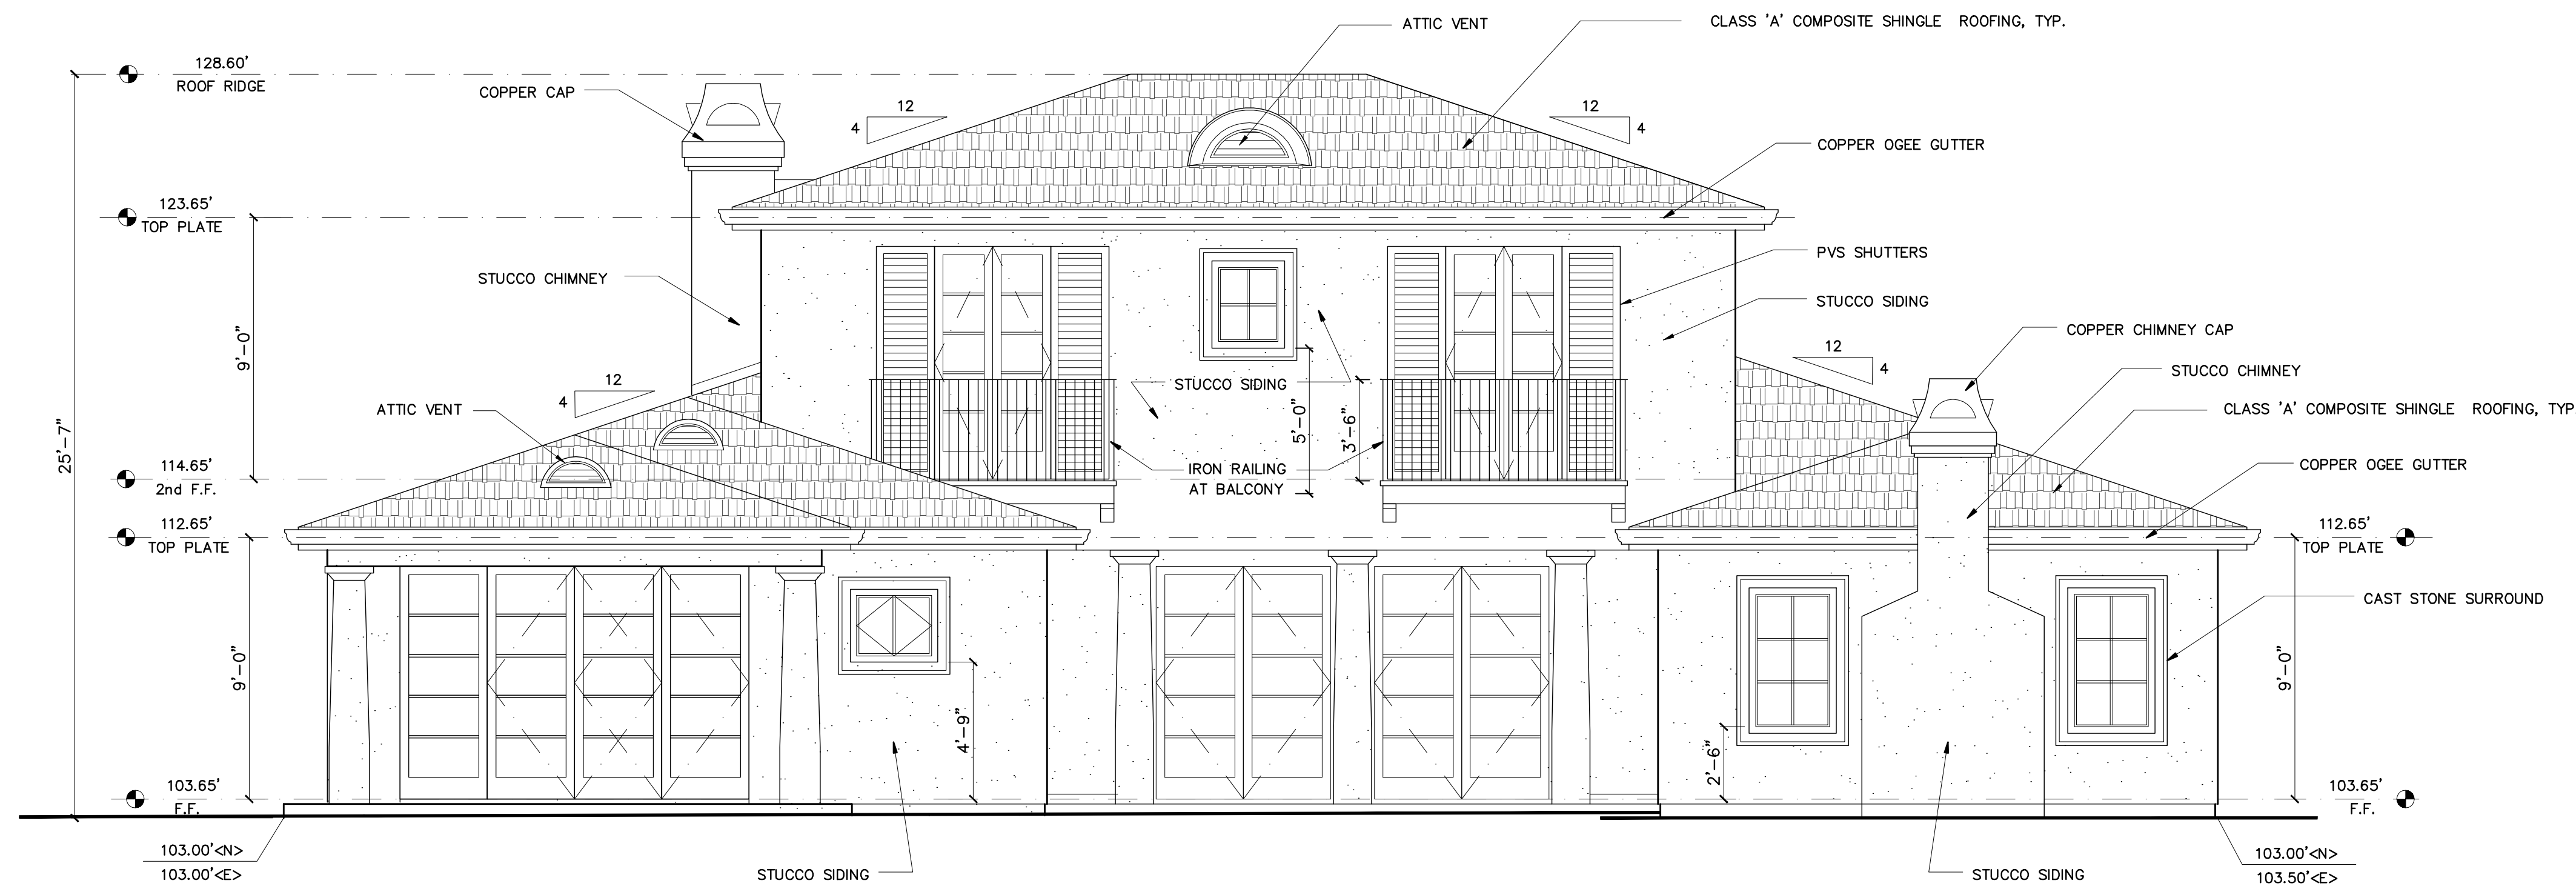 ATTIC VENT
CLASS 'A' COMPOSITE SHINGLE ROOFING, TYP.
128.60'
ROOF RIDGE
COPPER CAP
12
4
12
4
COPPER OGEE GUTTER
123.65'
TOP PLATE
PVS SHUTTERS
STUCCO CHIMNEY
STUCCO SIDING
9'-0"
COPPER CHIMNEY CAP
12
4
12
4
STUCCO CHIMNEY
STUCCO SIDING
ATTIC VENT
CLASS 'A' COMPOSITE SHINGLE ROOFING, TYP
25'-7"
5'-0"
3'-6"
114.65'
2nd F.F.
IRON RAILING
AT BALCONY
COPPER OGEE GUTTER
112.65'
TOP PLATE
112.65'
TOP PLATE
CAST STONE SURROUND
9'-0"
4'-9"
2'-6"
9'-0"
103.65'
F.F.
103.65'
F.F.
103.00'<N>
103.00'<E>
STUCCO SIDING
STUCCO SIDING
103.00'<N>
103.50'<E>